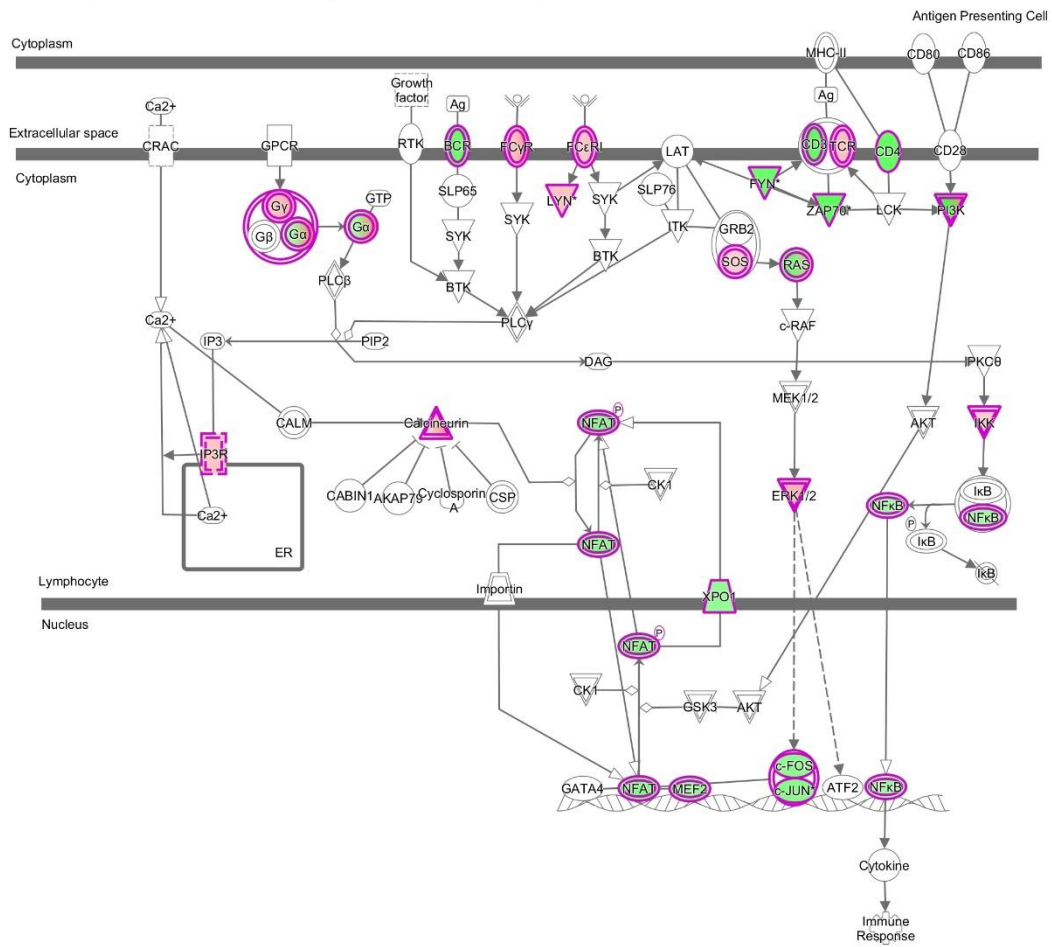 Antigen Presenting Cell
Cytoplasm
MHC-II
CD80
CD86
Growth
factor
Ca2+
Ag
Ag
Extracellular space
CRAC
GPCR
RTK
BCR
FCγR
FCεRI
LAT
CD3
TCR
CD4
CD28
Cytoplasm
SLP65
LYN*
SYK
SLP76
FYN*
ZAP70*
LCK
PI3K
GTP
Gγ
Gβ
Gα
Gα
SYK
SYK
ITK
GRB2
SOS
RAS
BTK
PLCβ
BTK
PLCγ
c-RAF
Ca2+
IP3
PIP2
DAG
PKCθ
MEK1/2
CALM
Calcineurin
NFAT
P
AKT
IKK
IP3R
CABIN1
AKAP79
Cyclosporin
A
CSP
CK1
ERK1/2
IκB
NFκB
NFκB
P
IκB
Ca2+
ER
NFAT
IκB
Lymphocyte
Importin
XPO1
Nucleus
NFAT
P
CK1
GSK3
AKT
c-FOS
GATA4
NFAT
MEF2
c-JUN*
ATF2
NFκB
Cytokine
Immune
Response